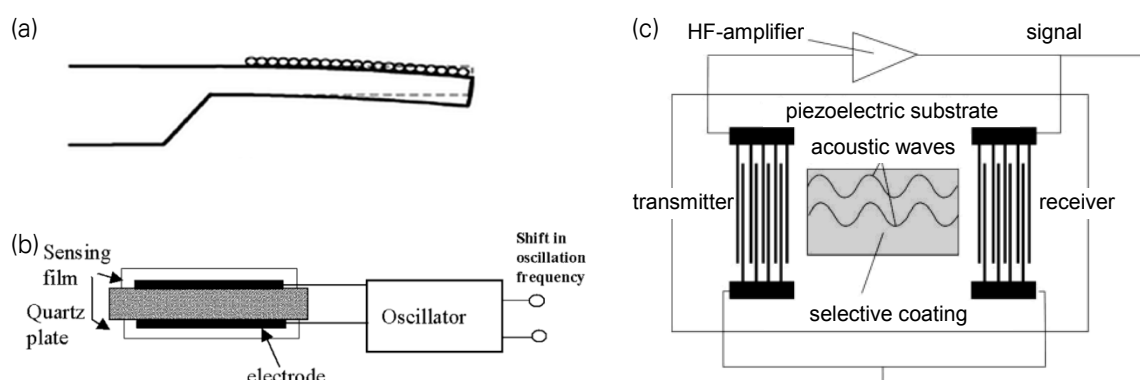 (a)
(b)
Sensing
film
Quartz
plate
electrode
Oscillator
Shift in
oscillation
frequency
(c)
HF-amplifier
signal
piezoelectric substrate
acoustic waves
transmitter
receiver
selective coating